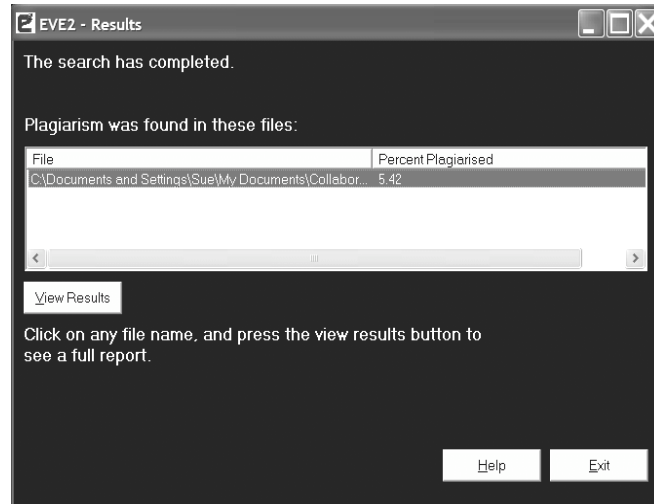 EVE2 - Results
The search has completed.
Plagiarism was found in these files:
File Percent Plagiarised
C:\Documents and Settings\Sue\My Documents\Collabor... 5.42
View Results
Click on any file name, and press the view results button to
see a full report.
Help Exit